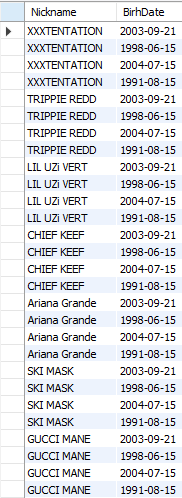 Nickname BirhDate
XXXTENTATION 2003-09-21
XXXTENTATION 1998-06-15
XXXTENTATION 2004-07-15
XXXTENTATION 1991-08-15
TRIPPIE REDD 2003-09-21
TRIPPIE REDD 1998-06-15
TRIPPIE REDD 2004-07-15
TRIPPIE REDD 1991-08-15
LIL UZi VERT 2003-09-21
LIL UZi VERT 1998-06-15
LIL UZi VERT 2004-07-15
LIL UZi VERT 1991-08-15
CHIEF KEEF 2003-09-21
CHIEF KEEF 1998-06-15
CHIEF KEEF 2004-07-15
CHIEF KEEF 1991-08-15
Ariana Grande 2003-09-21
Ariana Grande 1998-06-15
Ariana Grande 2004-07-15
Ariana Grande 1991-08-15
SKI MASK 2003-09-21
SKI MASK 1998-06-15
SKI MASK 2004-07-15
SKI MASK 1991-08-15
GUCCI MANE 2003-09-21
GUCCI MANE 1998-06-15
GUCCI MANE 2004-07-15
GUCCI MANE 1991-08-15